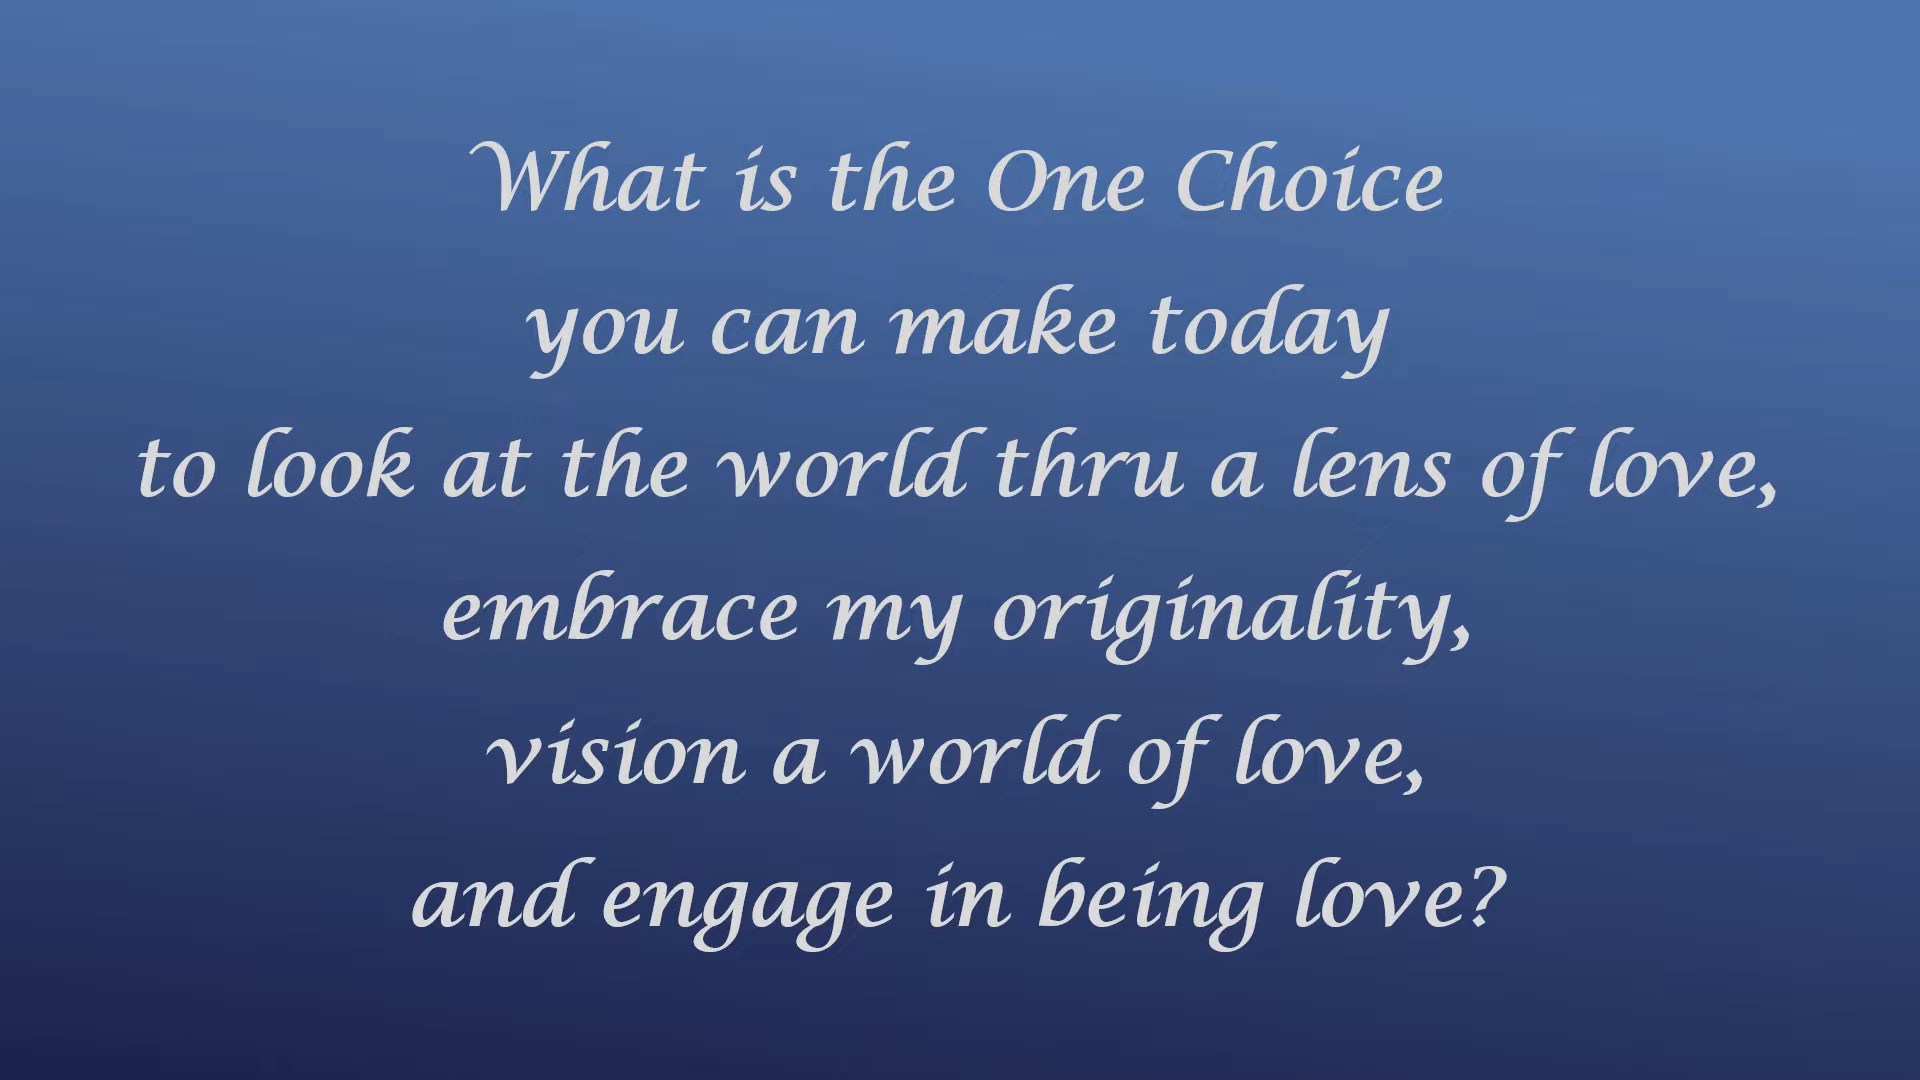 What is the One Choice
you can make today
to look at the world thru a lens of love,
embrace my originality,
vision a world of love,
and engage in being love?